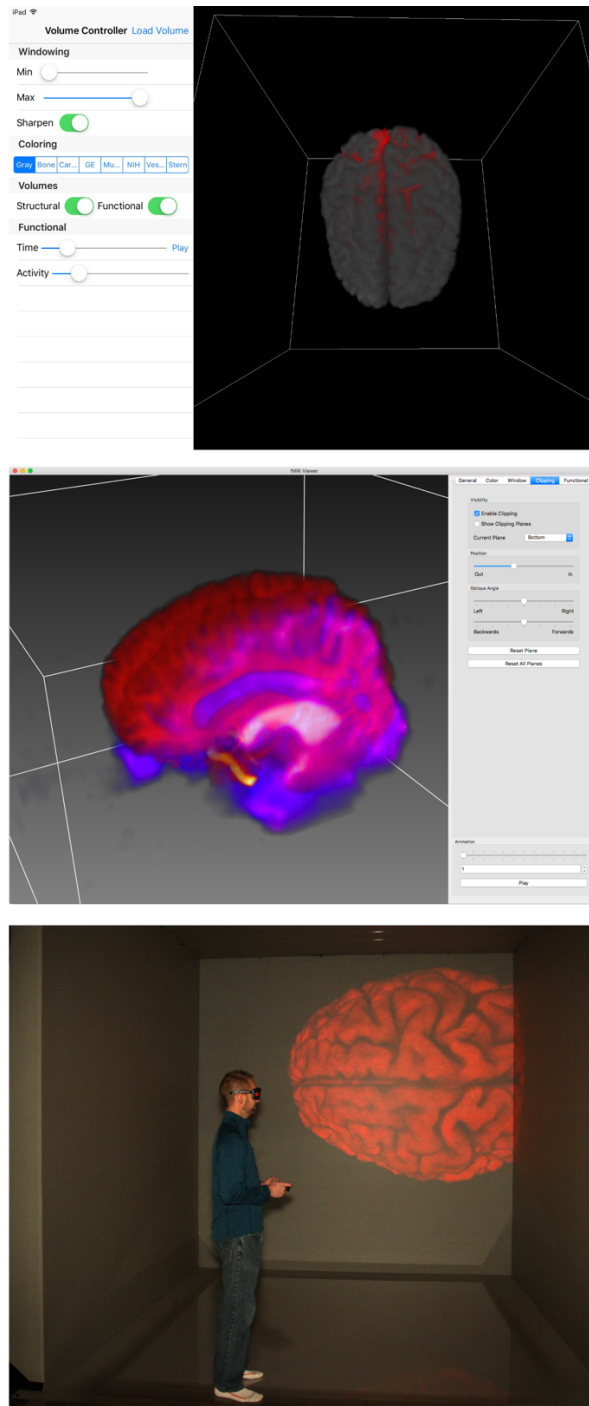 iPad
Volume Controller Load Volume
Windowing
Min
Max
Sharpen
Coloring
Gray Bone Car... GE Mu... NIH Ves... Stern
Volumes
Structural Functional
Functional
Time Play
Activity
fMRI Viewer
General Color Window Clipping Functional
Visibility
Enable Clipping
Show Clipping Planes
Current Plane Bottom
Position
Out In
Oblique Angle
Left Right
Backwards Forwards
Reset Plane
Reset All Planes
Animation
1
Play